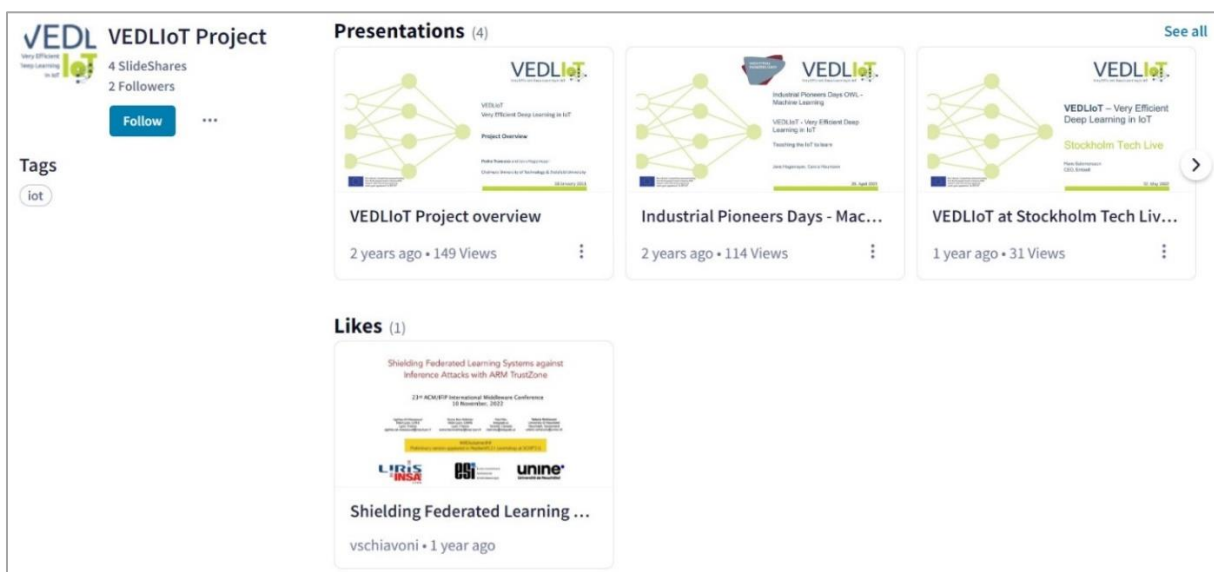 VEDL
IoT
Very Efficient
Deep Learning
in IoT
VEDLIoT Project
4 SlideShares
2 Followers
Follow
Tags
iot
Presentations (4)
See all
VEDLIoT
VEDLIoT
Very Efficient Deep Learning in IoT
Project Overview
VEDLIoT Project overview
2 years ago • 149 Views
VEDLIoT
Industrial Pioneers Days OWL -
Machine Learning
VEDLIoT - Very Efficient Deep
Learning in IoT
Teaching the IoT to learn
Industrial Pioneers Days - Mac...
2 years ago • 114 Views
VEDLIoT
VEDLIoT – Very Efficient
Deep Learning in IoT
Stockholm Tech Live
VEDLIoT at Stockholm Tech Liv...
1 year ago • 31 Views
Likes (1)
Shielding Federated Learning Systems against
Inference Attacks with ARM TrustZone
23rd ACM/IFIP International Middleware Conference
10 November, 2022
LIRIS
INSA
esi
unine
Shielding Federated Learning ...
vschiavoni • 1 year ago